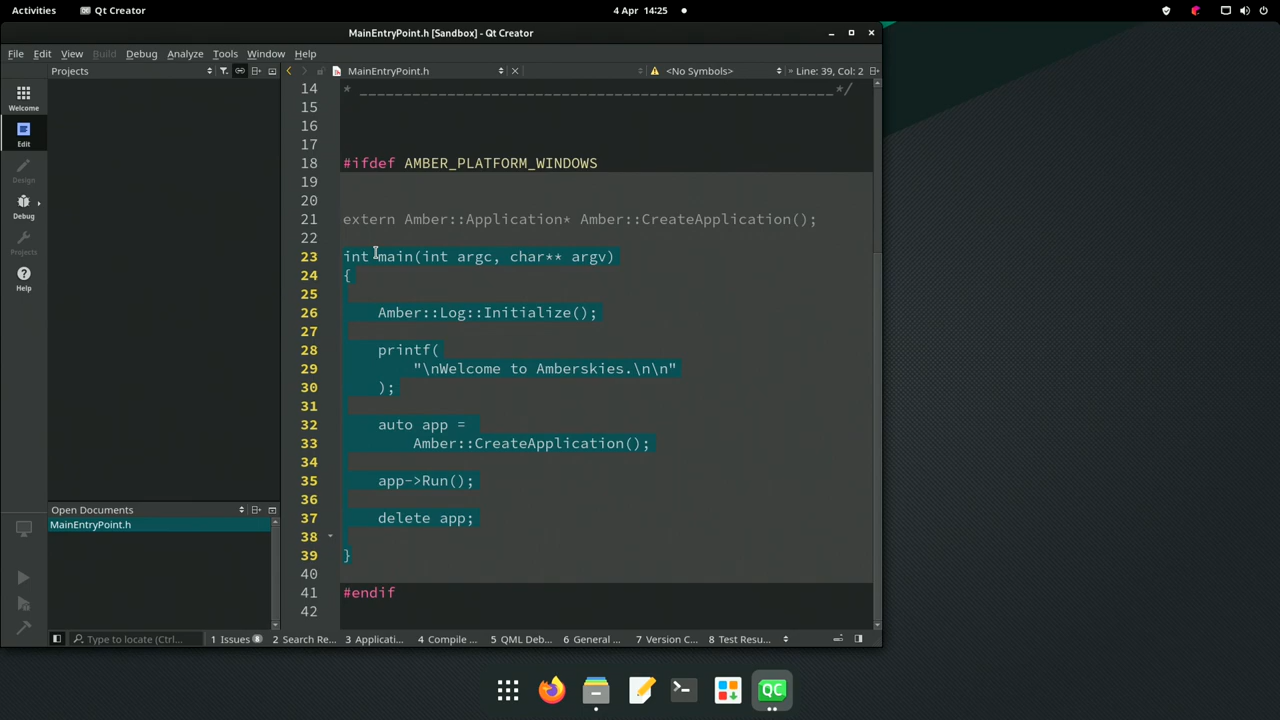 Activities Qt Creator 4 Apr 14:25
MainEntryPoint.h [Sandbox] - Qt Creator
File Edit View Build Debug Analyze Tools Window Help
Projects MainEntryPoint.h <No Symbols> » Line: 39, Col: 2
Welcome
Edit
Design
Debug
Projects
Help
14 * ______________________________________________________*/
15
16
17
18 #ifdef AMBER_PLATFORM_WINDOWS
19
20
21 extern Amber::Application* Amber::CreateApplication();
22
23 int main(int argc, char** argv)
24 {
25
26 Amber::Log::Initialize();
27
28 printf(
29 "\nWelcome to Amberskies.\n\n"
30 );
31
32 auto app =
33 Amber::CreateApplication();
34
35 app->Run();
36
37 delete app;
38
39 }
40
41 #endif
42
Open Documents
MainEntryPoint.h
Type to locate (Ctrl... 1 Issues 8 2 Search Re... 3 Applicati... 4 Compile ... 5 QML Deb... 6 General ... 7 Version C... 8 Test Resu...
QC